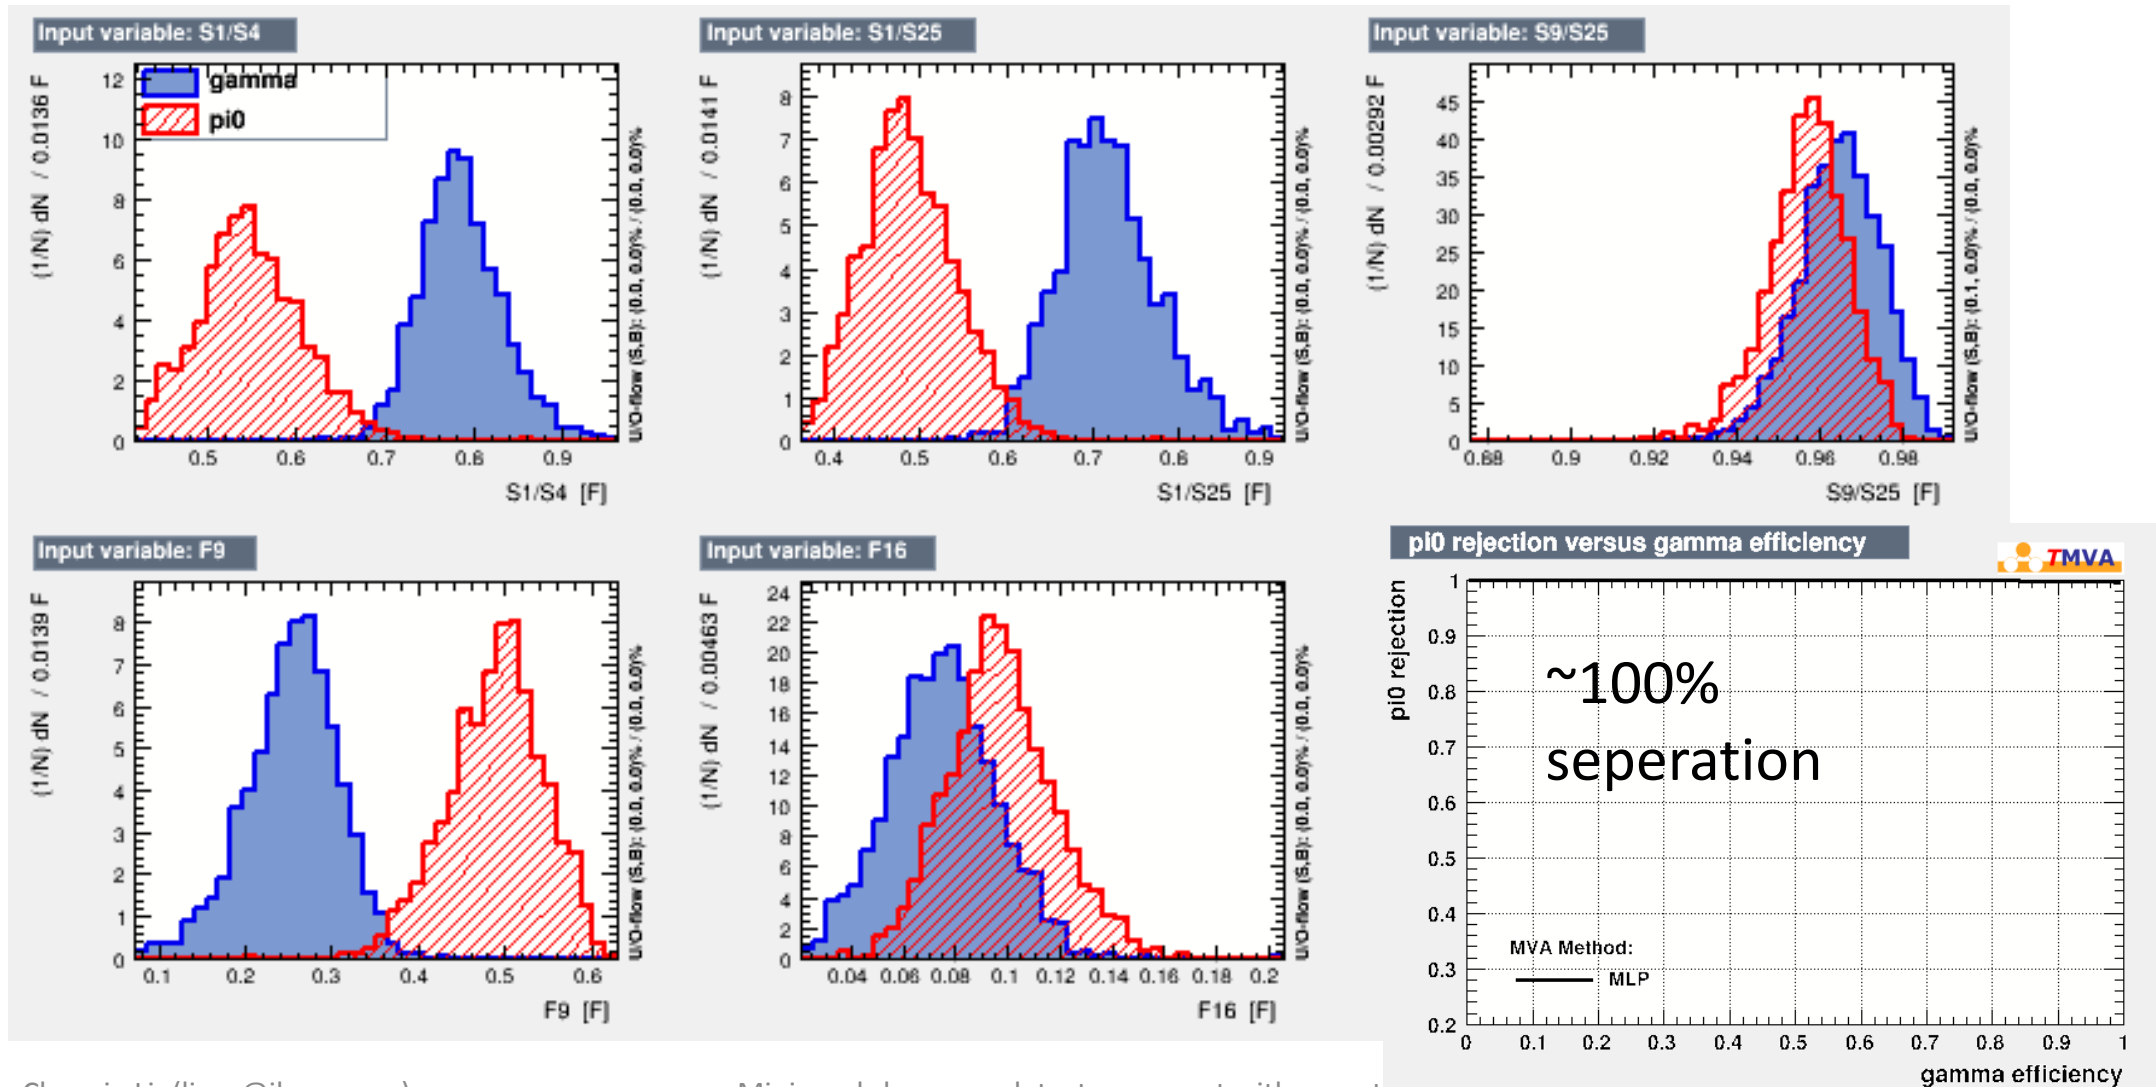 Input variable: S1/S4
(1/N) dN / 0.0136 F
12
10
8
6
4
2
0
gamma
pi0
0.5 0.6 0.7 0.8 0.9
S1/S4 [F]
U/O-flow (S,B): (0.0, 0.0)% / (0.0, 0.0)%
Input variable: S1/S25
(1/N) dN / 0.0141 F
8
7
6
5
4
3
2
1
0
0.4 0.5 0.6 0.7 0.8 0.9
S1/S25 [F]
U/O-flow (S,B): (0.0, 0.0)% / (0.0, 0.0)%
Input variable: S9/S25
(1/N) dN / 0.00292 F
45
40
35
30
25
20
15
10
5
0
0.88 0.9 0.92 0.94 0.96 0.98
S9/S25 [F]
U/O-flow (S,B): (0.1, 0.0)% / (0.0, 0.0)%
Input variable: F9
(1/N) dN / 0.0139 F
8
7
6
5
4
3
2
1
0
0.1 0.2 0.3 0.4 0.5 0.6
F9 [F]
U/O-flow (S,B): (0.0, 0.0)% / (0.0, 0.0)%
Input variable: F16
(1/N) dN / 0.00463 F
24
22
20
18
16
14
12
10
8
6
4
2
0
0.04 0.06 0.08 0.1 0.12 0.14 0.16 0.18 0.2
F16 [F]
U/O-flow (S,B): (0.0, 0.0)% / (0.0, 0.0)%
pi0 rejection versus gamma efficiency
TMVA
pi0 rejection
1
0.9
0.8
0.7
0.6
0.5
0.4
0.3
0.2
~100%
seperation
MVA Method:
MLP
0 0.1 0.2 0.3 0.4 0.5 0.6 0.7 0.8 0.9 1
gamma efficiency